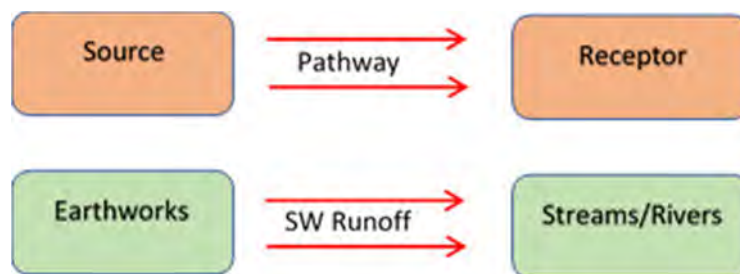 Source
Pathway
Receptor
Earthworks
SW Runoff
Streams/Rivers